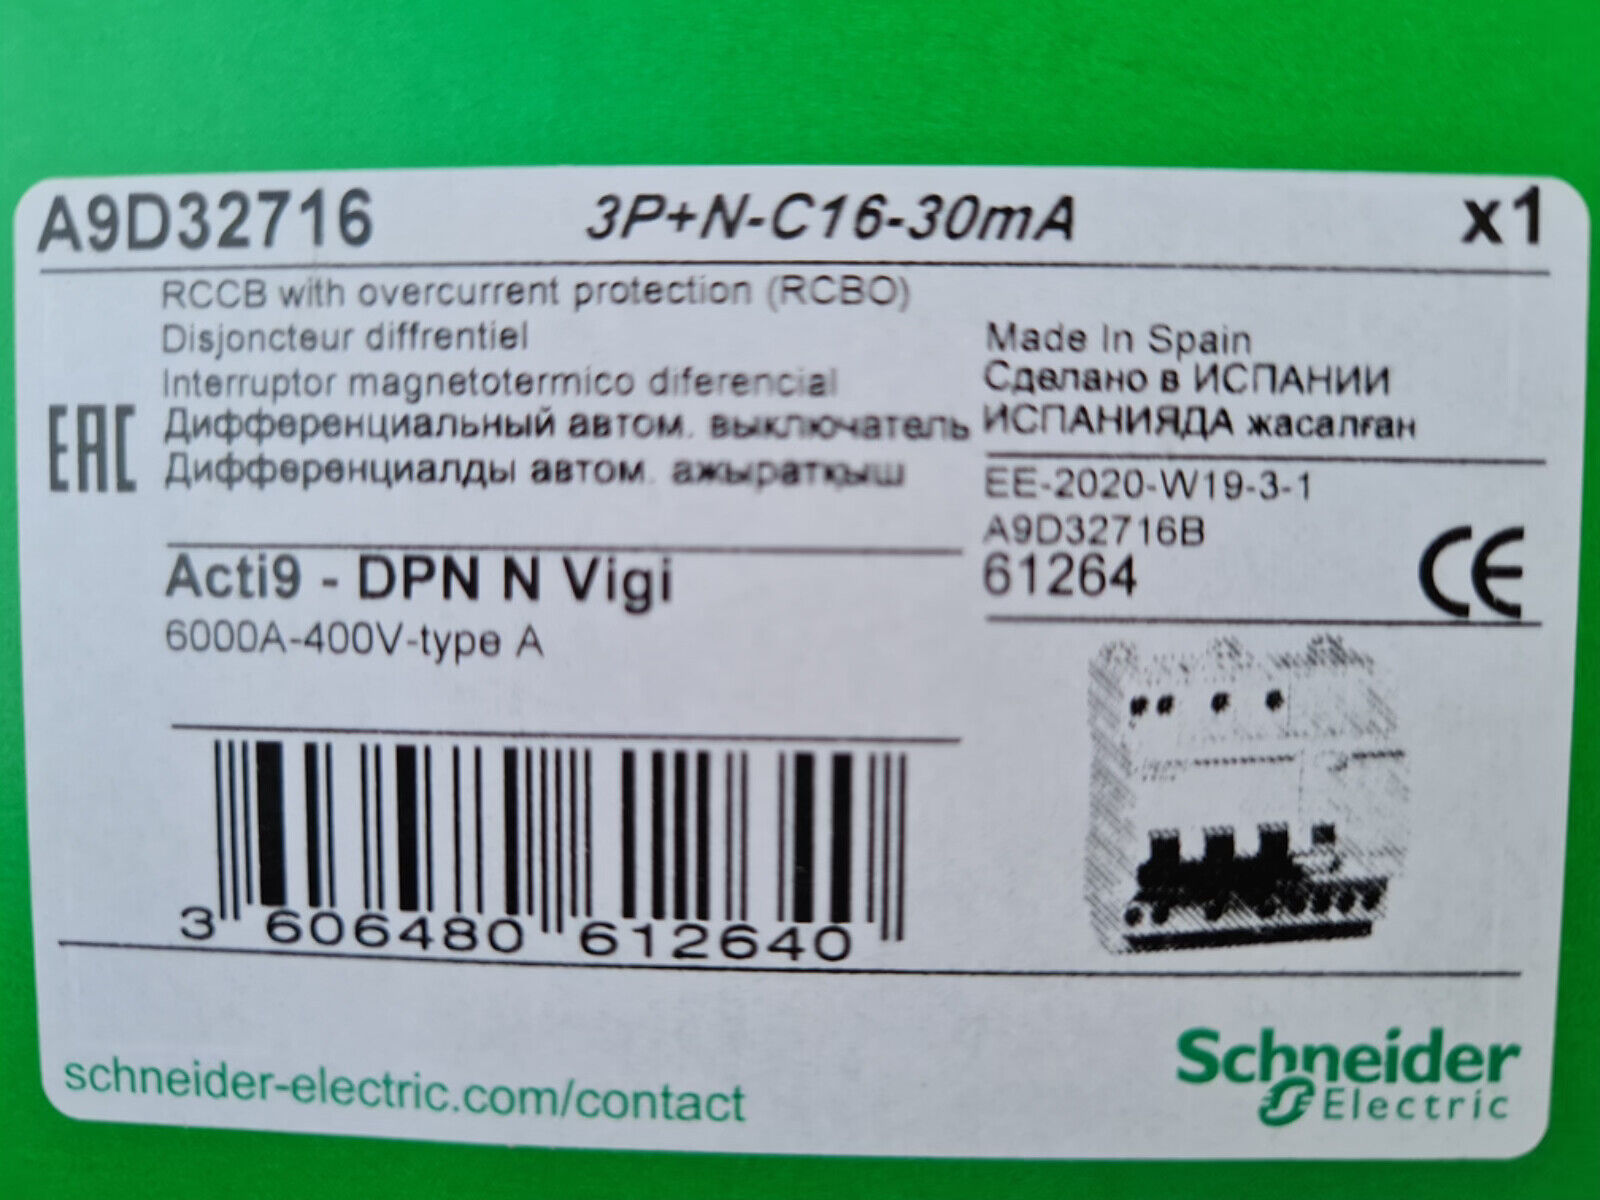 A9D32716 3P+N-C16-30mA x1
RCCB with overcurrent protection (RCBO)
Disjoncteur diffrentiel
Interruptor magnetotermico diferencial
Дифференциальный автом. выключатель
Дифференциалды автом. ажыратқыш
EAC
Made In Spain
Сделано в ИСПАНИИ
ИСПАНИЯДА жасалған
EE-2020-W19-3-1
A9D32716B
61264
CE
Acti9 - DPN N Vigi
6000A-400V-type A
3 606480 612640
schneider-electric.com/contact
Schneider
Electric